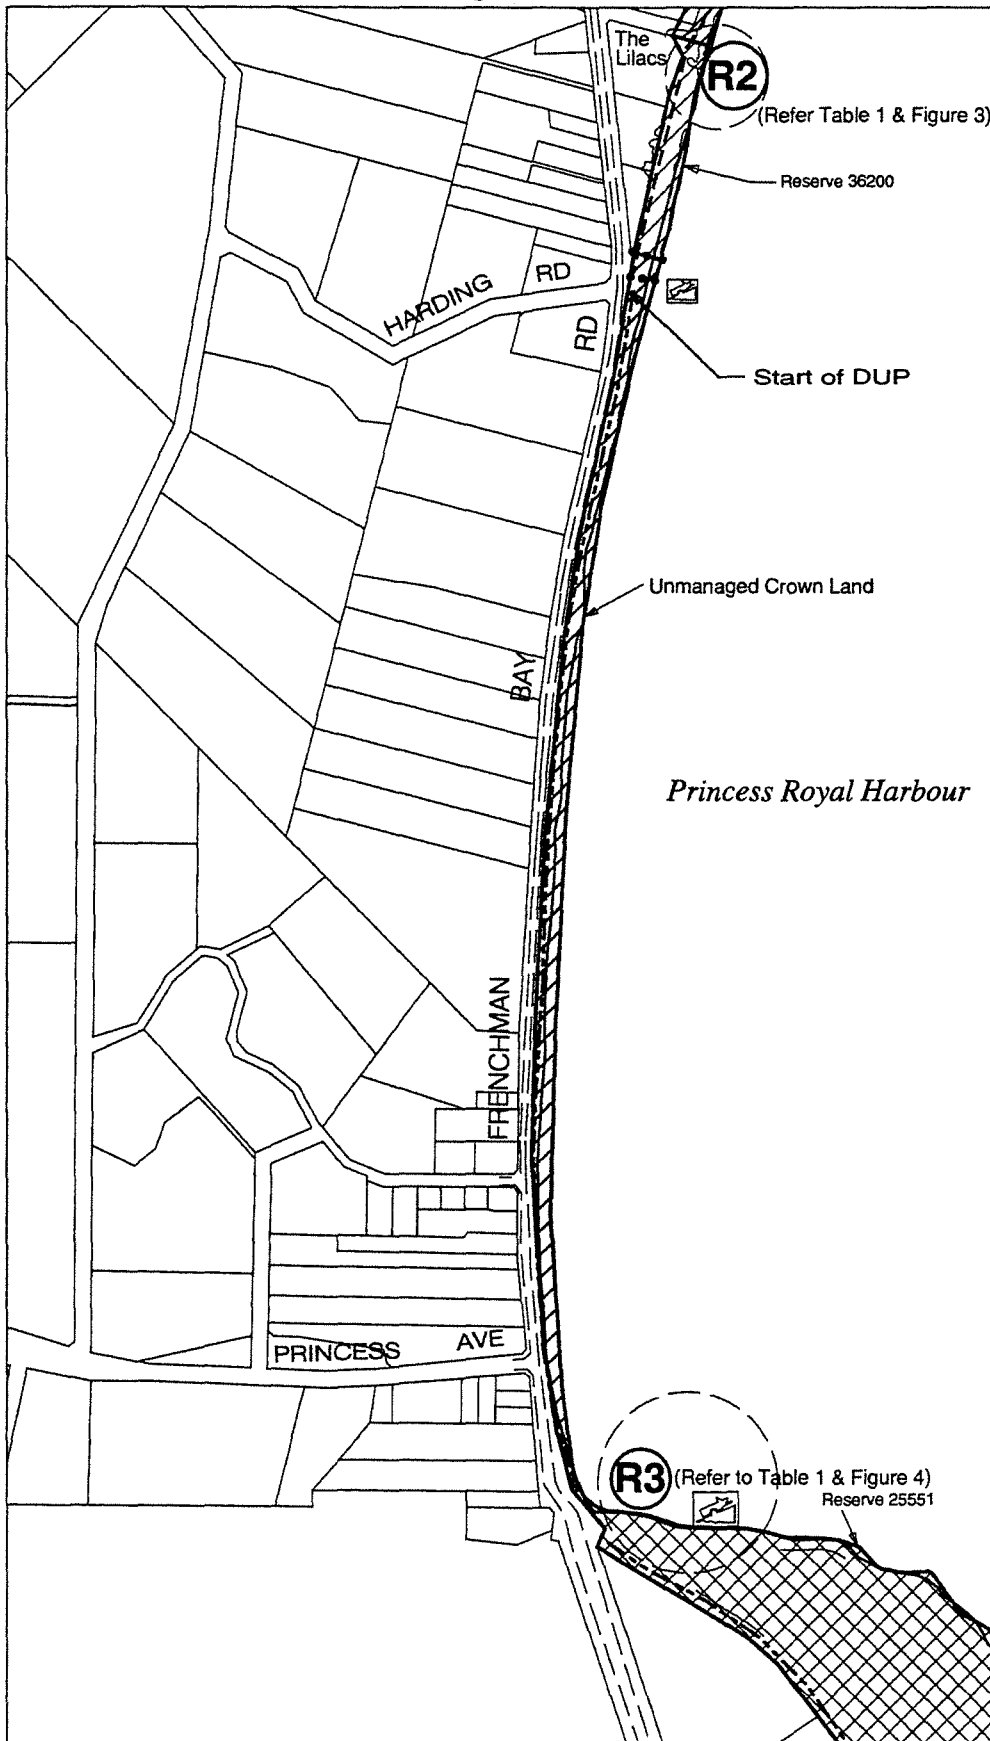 The
Lilacs
R2
(Refer Table 1 & Figure 3)
Reserve 36200
HARDING RD
RD
Start of DUP
Unmanaged Crown Land
BAY
Princess Royal Harbour
FRENCHMAN
PRINCESS AVE
R3
(Refer to Table 1 & Figure 4)
Reserve 25551